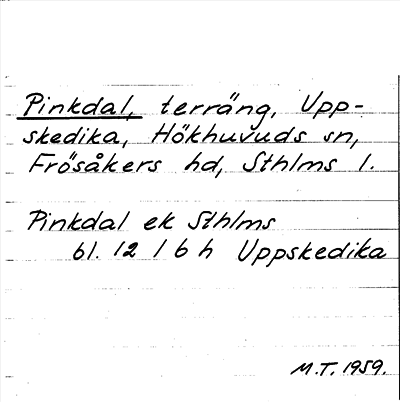 Pinkdal, terräng, Upp-
skedika, Hökhuvuds sn,
Frösåkers hd, Sthlms l.
Pinkdal ek Sthlms
bl. 12 I 6 h Uppskedika
M.T. 1959.